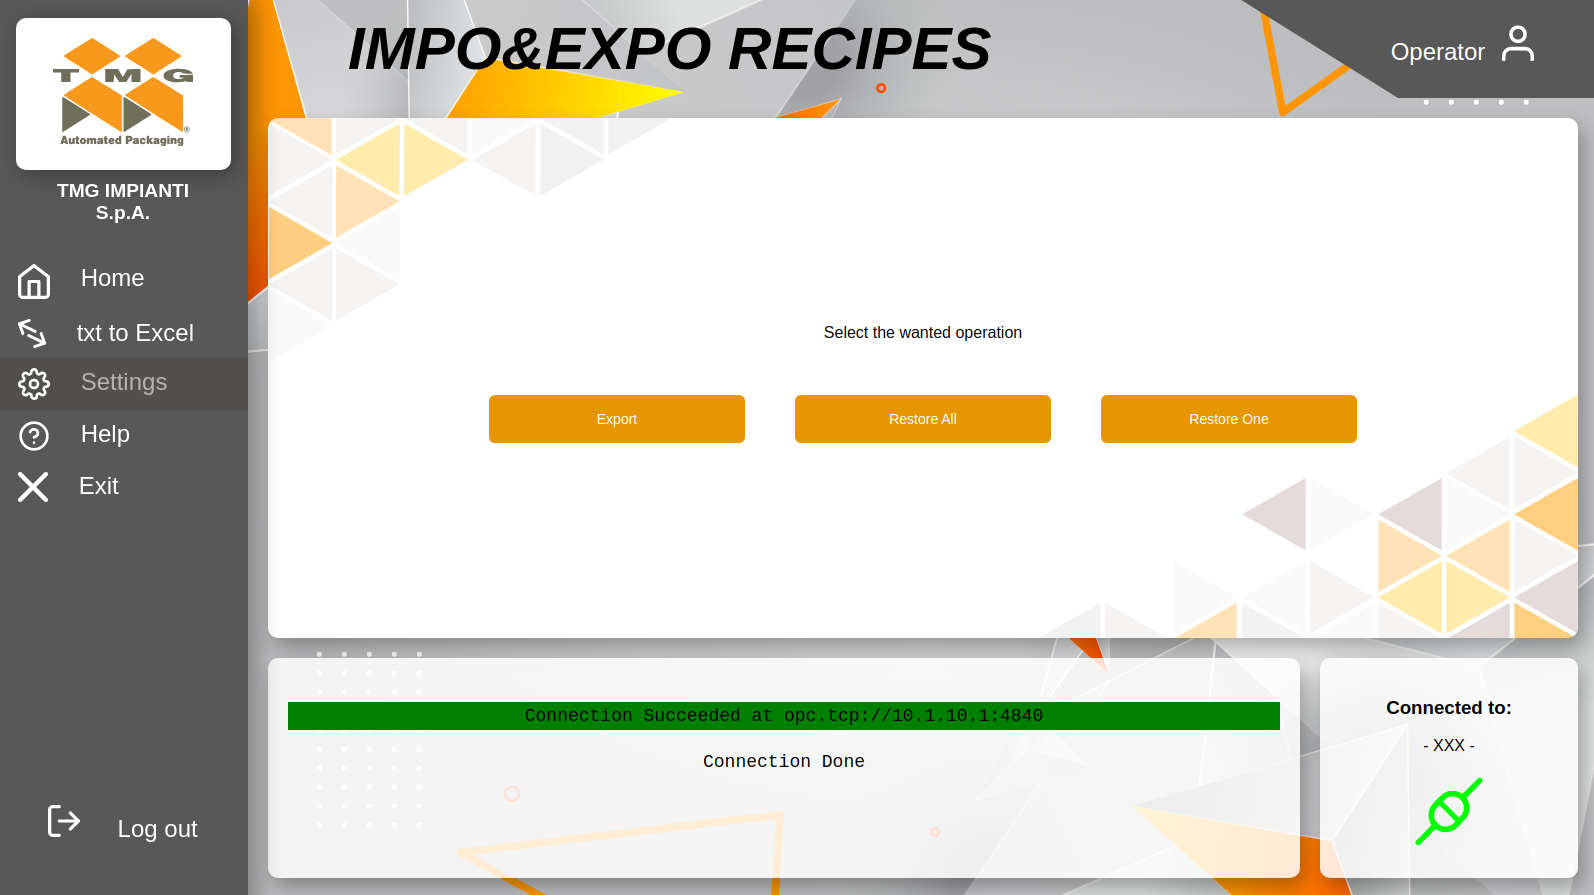 TMG
®
Automated Packaging
TMG IMPIANTI
S.p.A.
Home
txt to Excel
Settings
Help
Exit
Log out
IMPO&EXPO RECIPES
Operator
Select the wanted operation
Export
Restore All
Restore One
Connection Succeeded at opc.tcp://10.1.10.1:4840
Connection Done
Connected to:
- XXX -